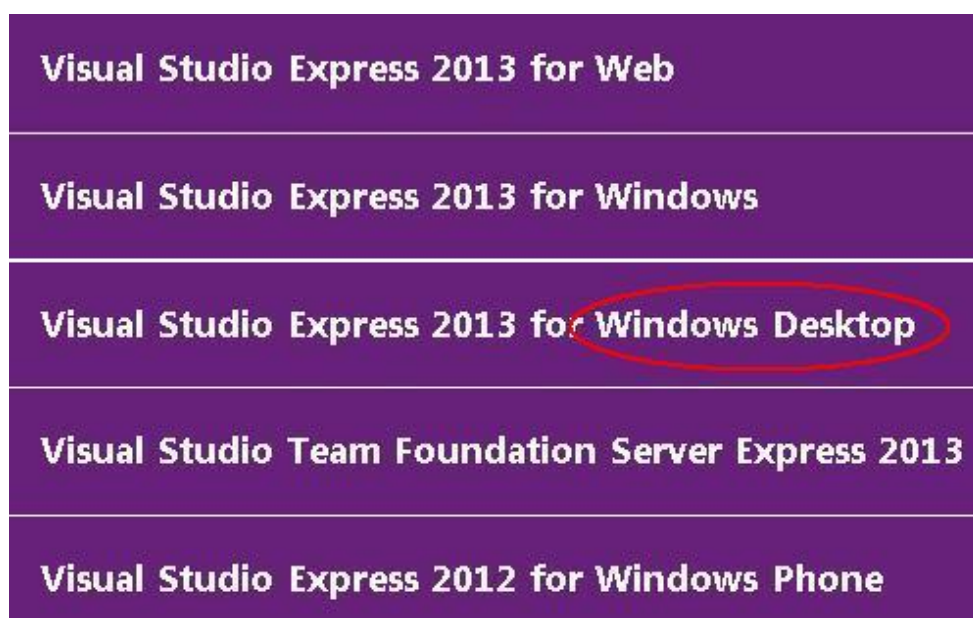 Visual Studio Express 2013 for Web
Visual Studio Express 2013 for Windows
Visual Studio Express 2013 for Windows Desktop
Visual Studio Team Foundation Server Express 2013
Visual Studio Express 2012 for Windows Phone